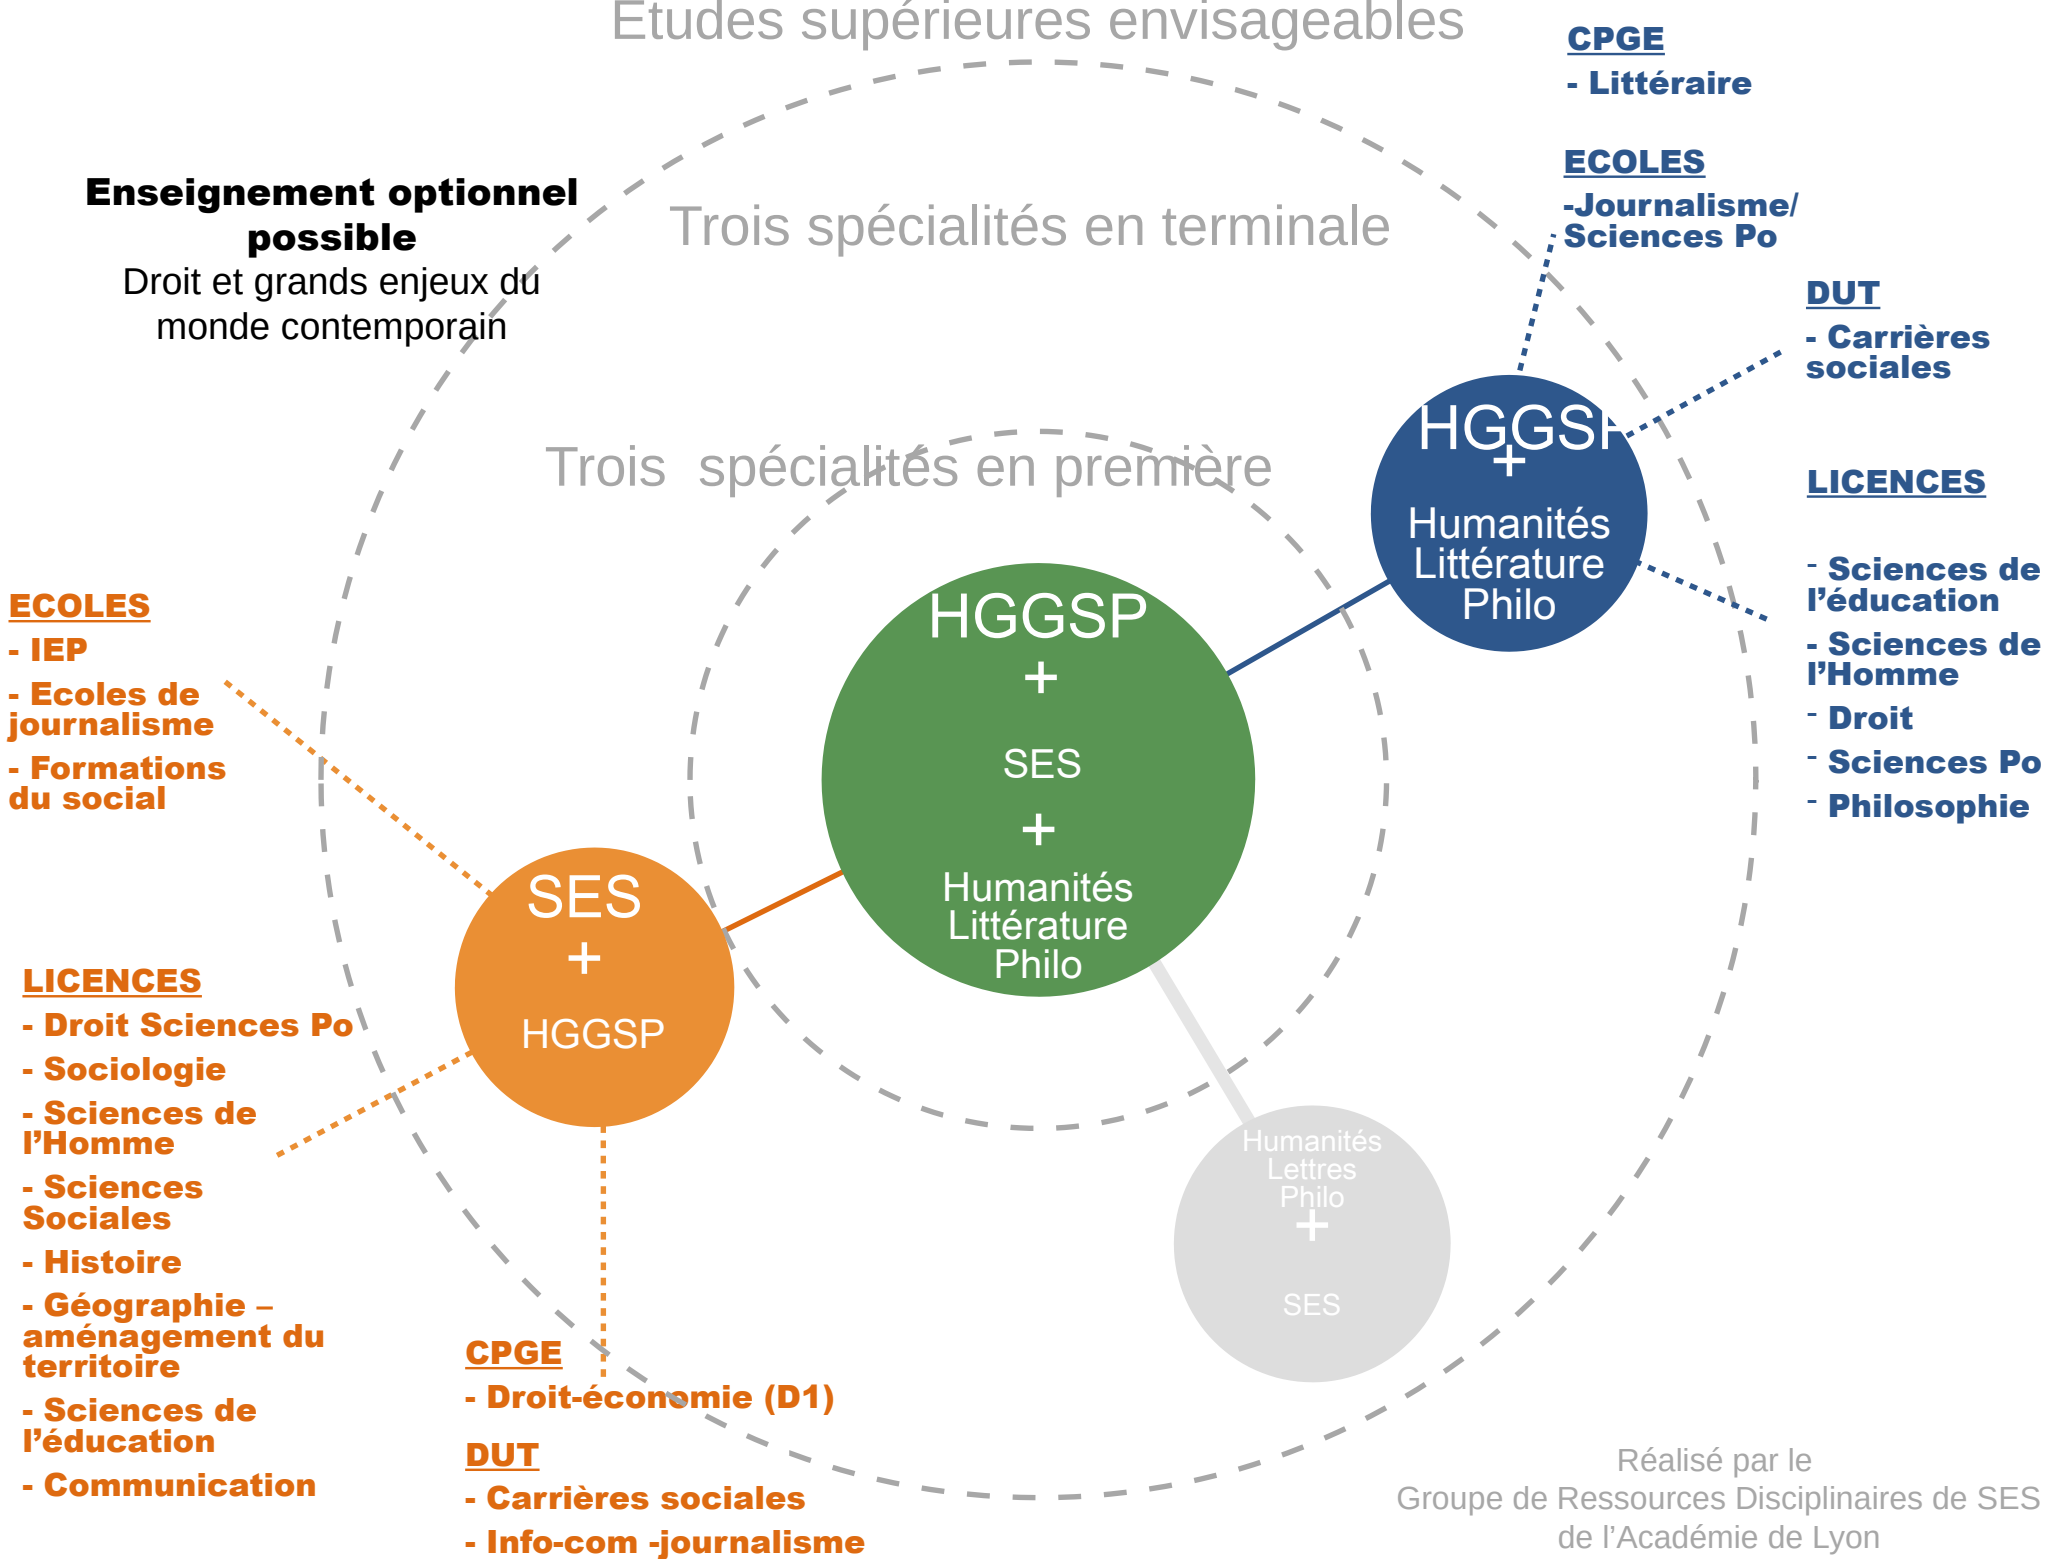 Etudes supérieures envisageables
CPGE
- Littéraire
ECOLES
-Journalisme/
Sciences Po
Enseignement optionnel
possible
Droit et grands enjeux du
monde contemporain
Trois spécialités en terminale
DUT
- Carrières
sociales
Trois spécialités en première
HGGSP
+
Humanités
Littérature
Philo
LICENCES
- Sciences de
l’éducation
- Sciences de
l’Homme
- Droit
- Sciences Po
- Philosophie
HGGSP
+
SES
+
Humanités
Littérature
Philo
ECOLES
- IEP
- Ecoles de
journalisme
- Formations
du social
SES
+
HGGSP
LICENCES
- Droit Sciences Po
- Sociologie
- Sciences de
l’Homme
- Sciences
Sociales
- Histoire
- Géographie –
aménagement du
territoire
- Sciences de
l’éducation
- Communication
Humanités
Lettres
Philo
+
SES
CPGE
- Droit-économie (D1)
DUT
- Carrières sociales
- Info-com -journalisme
Réalisé par le
Groupe de Ressources Disciplinaires de SES
de l’Académie de Lyon